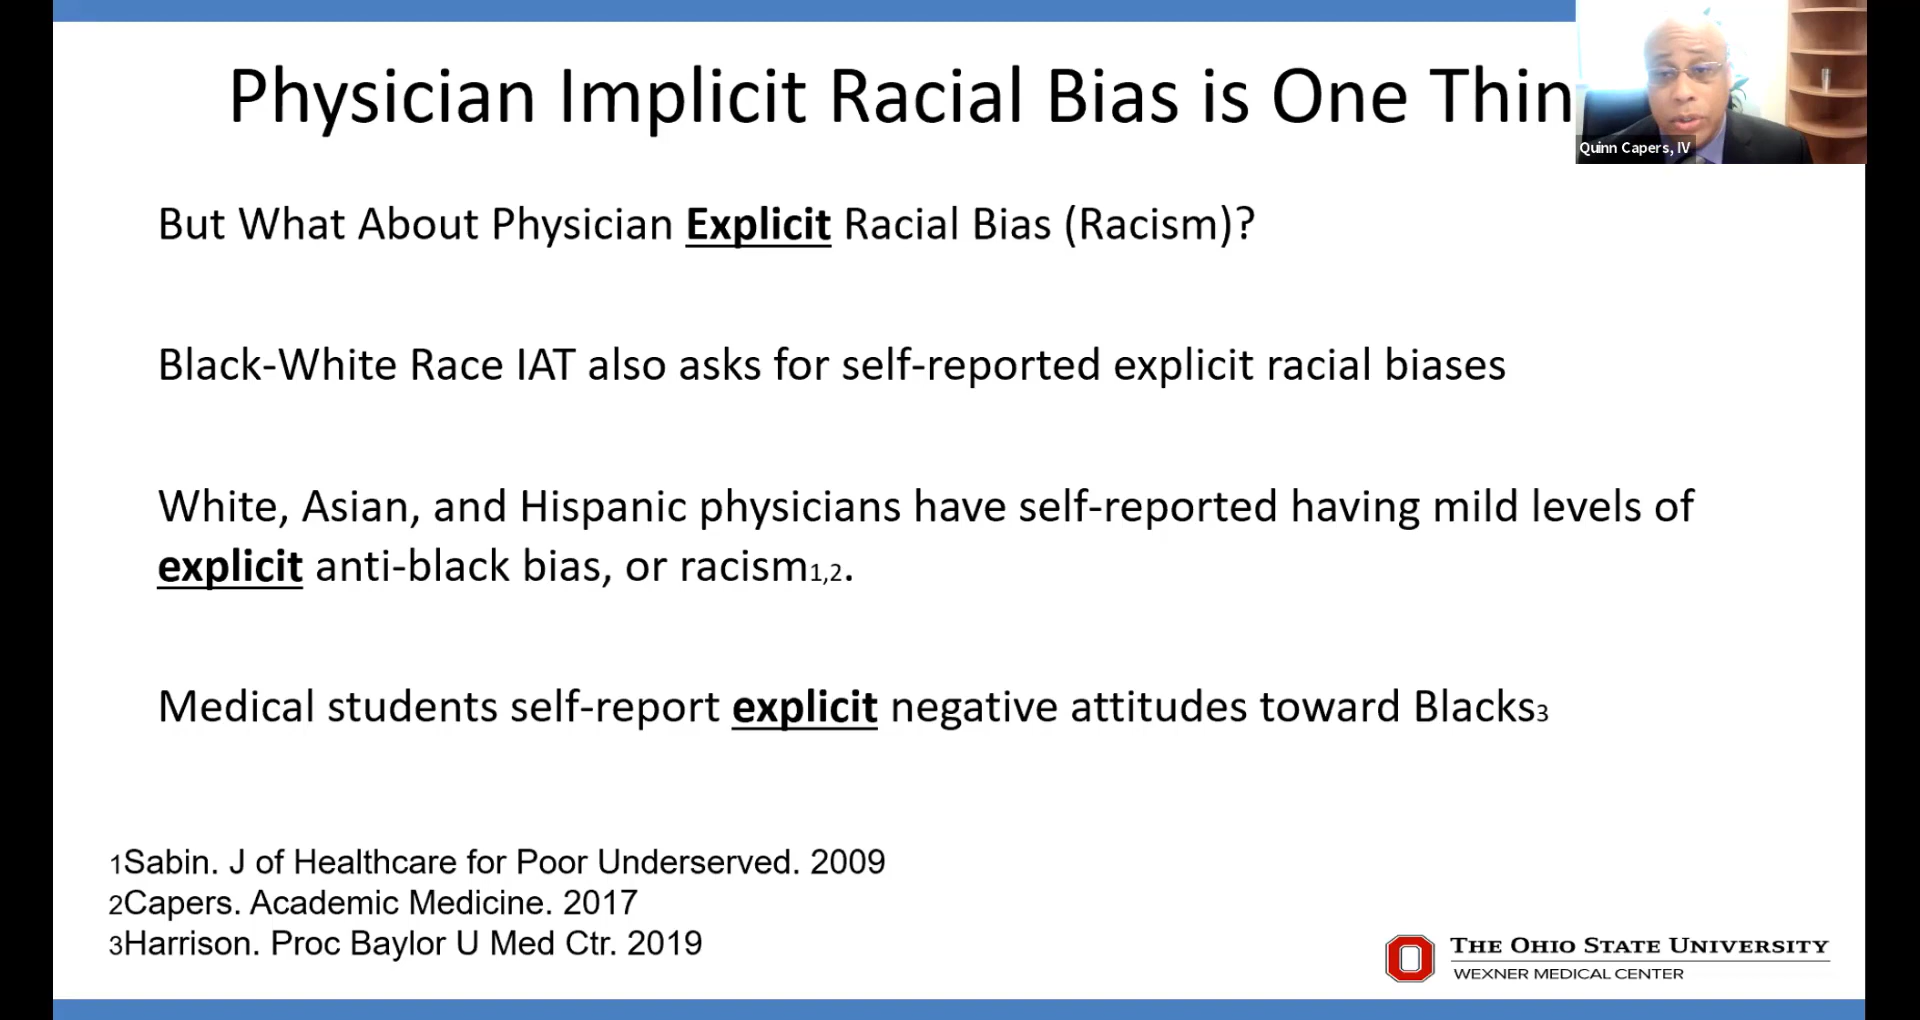 Physician Implicit Racial Bias is One Thin
Quinn Capers, IV
But What About Physician Explicit Racial Bias (Racism)?
Black-White Race IAT also asks for self-reported explicit racial biases
White, Asian, and Hispanic physicians have self-reported having mild levels of
explicit anti-black bias, or racism1,2.
Medical students self-report explicit negative attitudes toward Blacks3
1Sabin. J of Healthcare for Poor Underserved. 2009
2Capers. Academic Medicine. 2017
3Harrison. Proc Baylor U Med Ctr. 2019
THE OHIO STATE UNIVERSITY
WEXNER MEDICAL CENTER